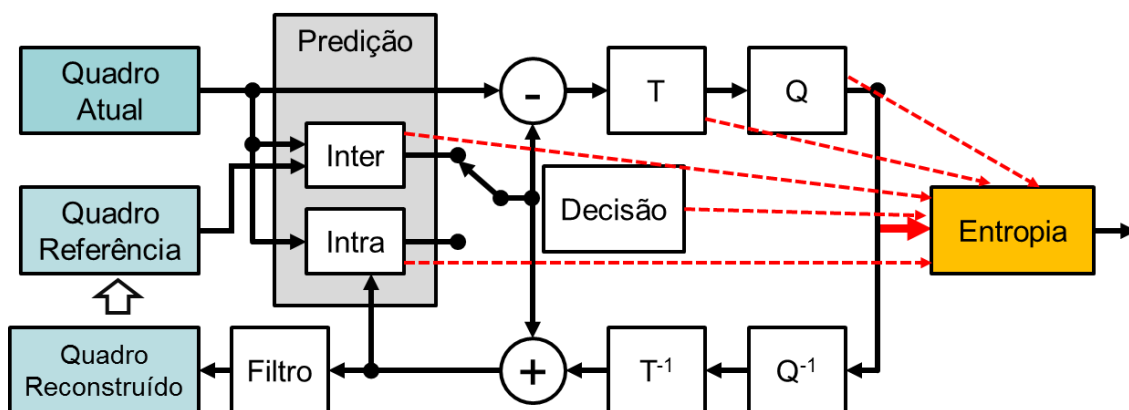 Predição
Quadro
Atual
-
T
Q
Inter
Quadro
Referência
Decisão
Entropia
Intra
Quadro
Reconstruído
Filtro
+
T-1
Q-1